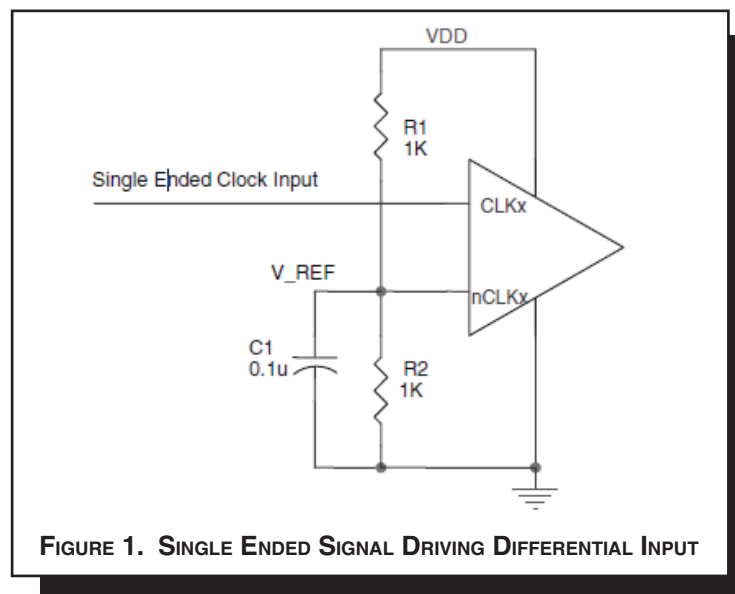 VDD
R1
1K
Single Ended Clock Input
CLKx
V_REF
nCLKx
C1
0.1u
R2
1K
FIGURE 1. SINGLE ENDED SIGNAL DRIVING DIFFERENTIAL INPUT